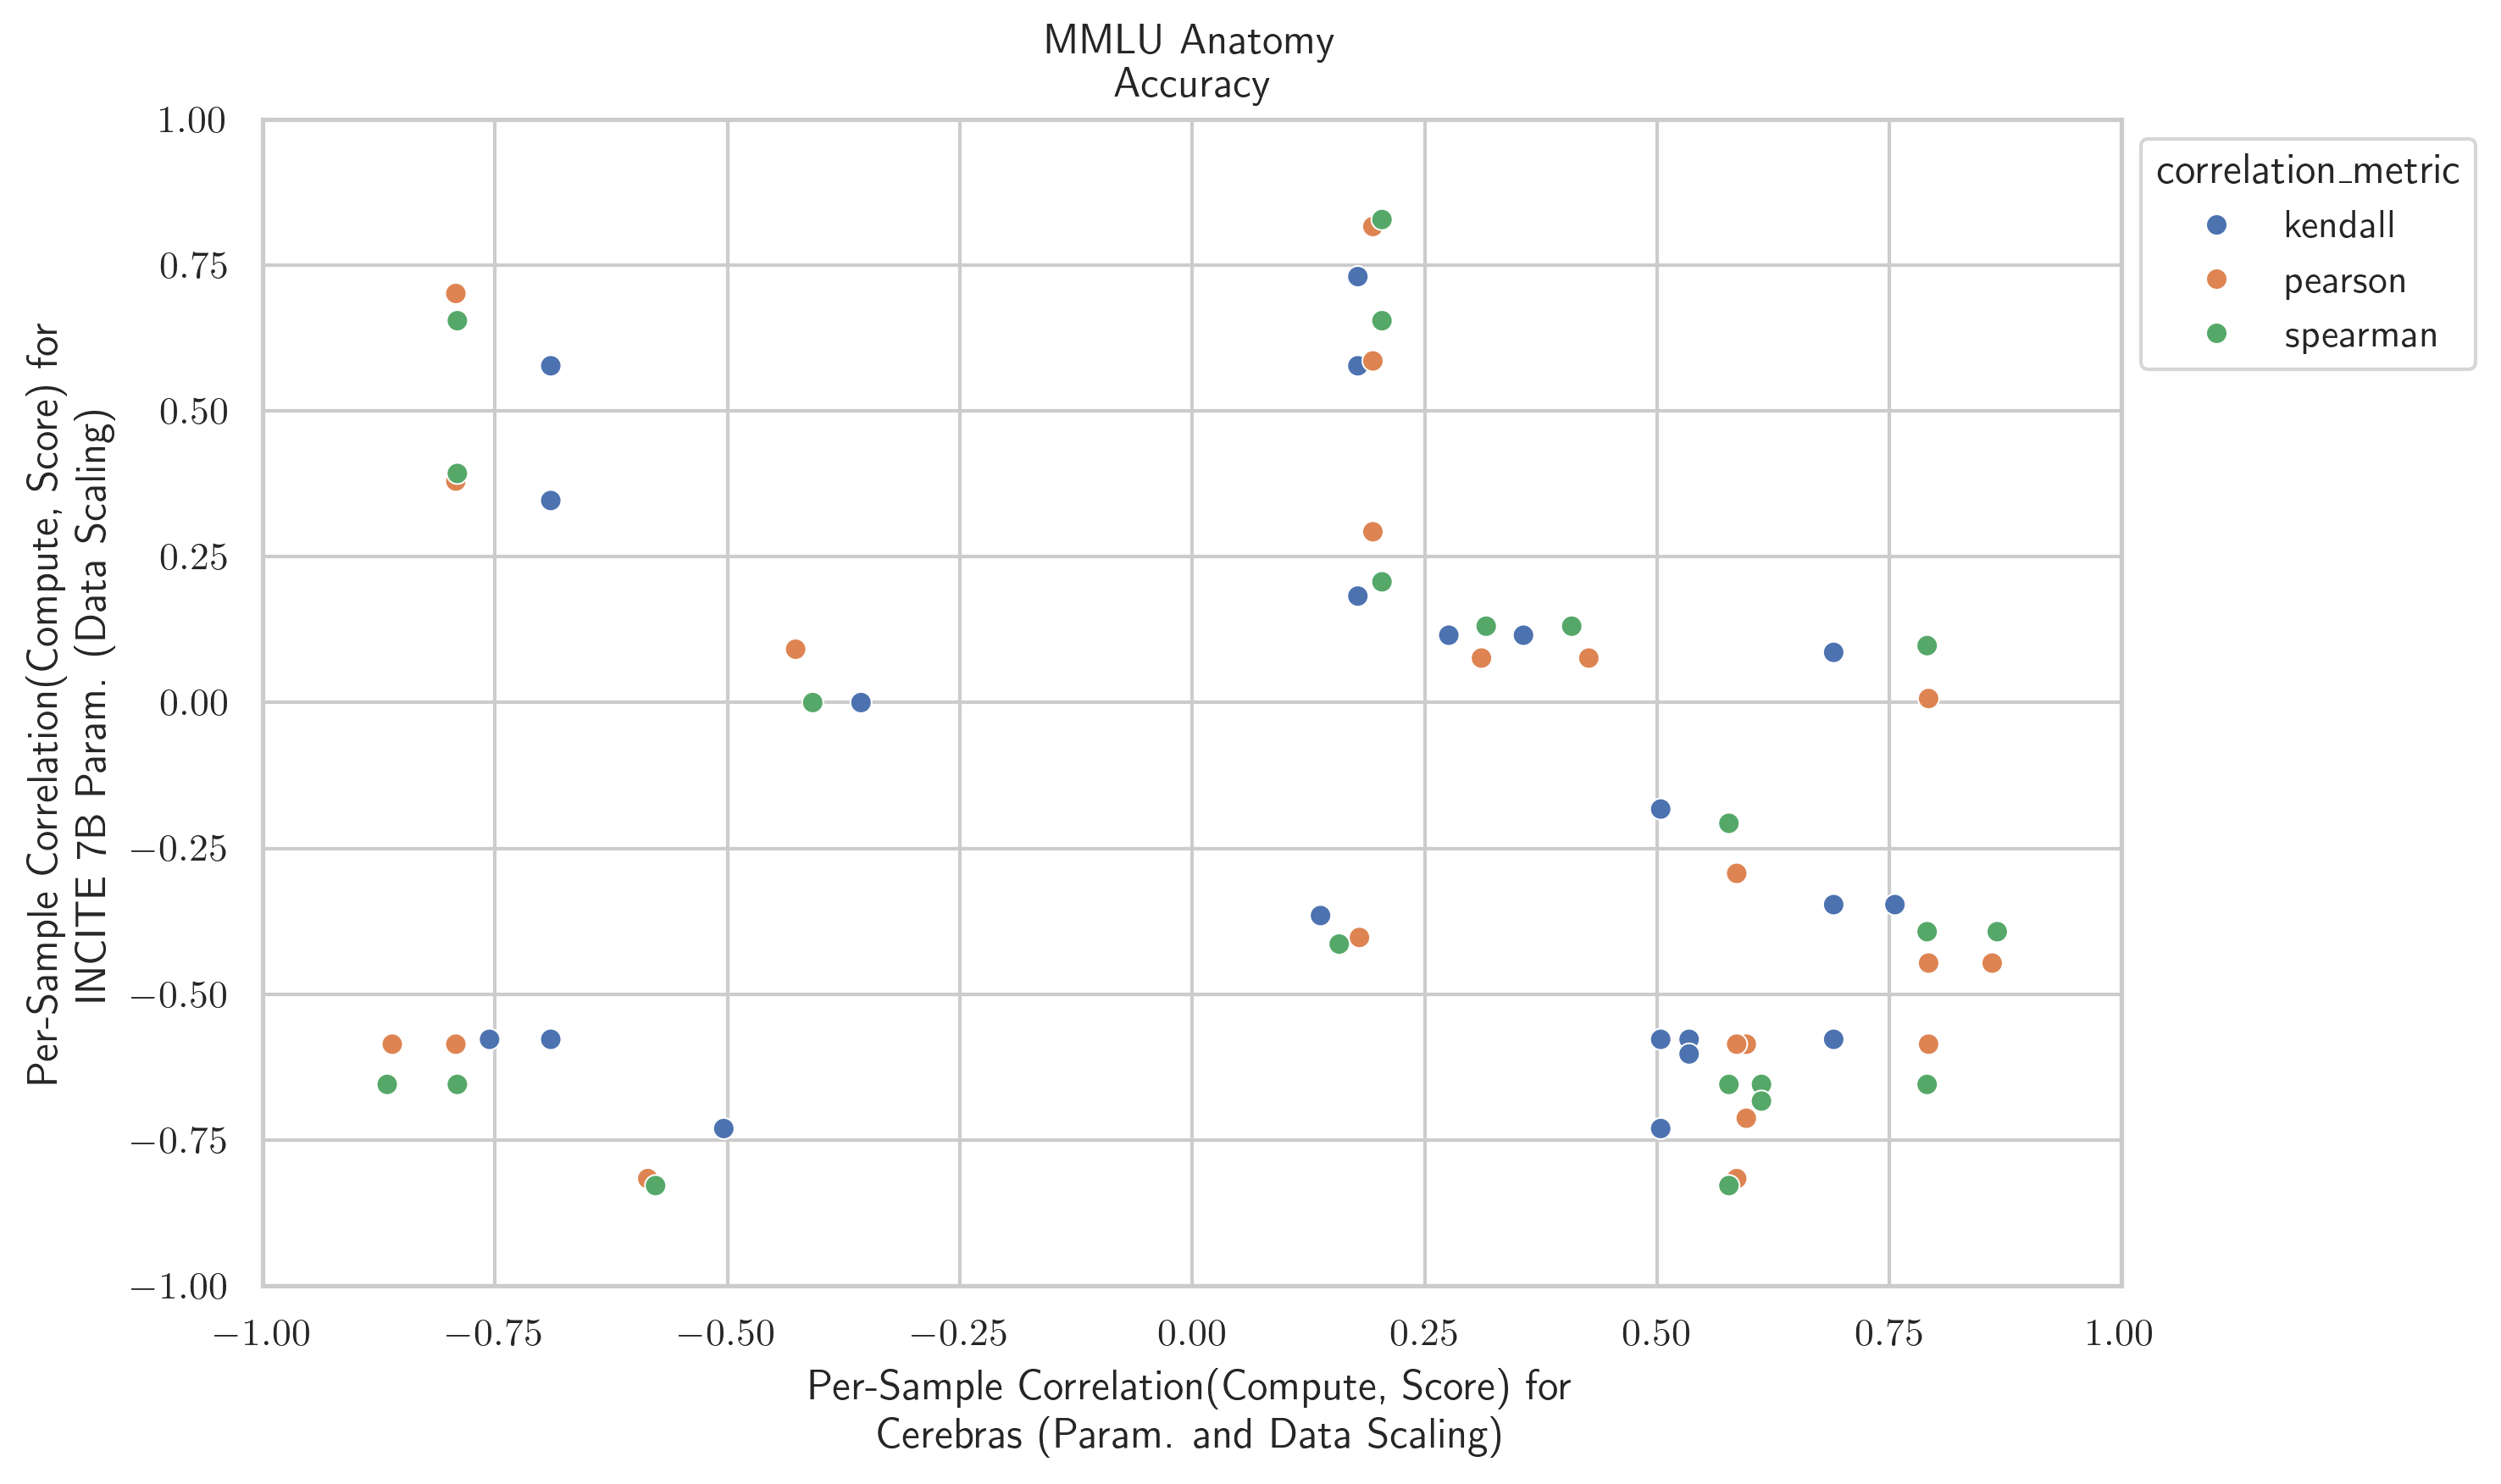 MMLU Anatomy
Accuracy
Per-Sample Correlation(Compute, Score) for
INCITE 7B Param. (Data Scaling)
1.00
0.75
0.50
0.25
0.00
−0.25
−0.50
−0.75
−1.00
−1.00 −0.75 −0.50 −0.25 0.00 0.25 0.50 0.75 1.00
Per-Sample Correlation(Compute, Score) for
Cerebras (Param. and Data Scaling)
correlation_metric
kendall
pearson
spearman